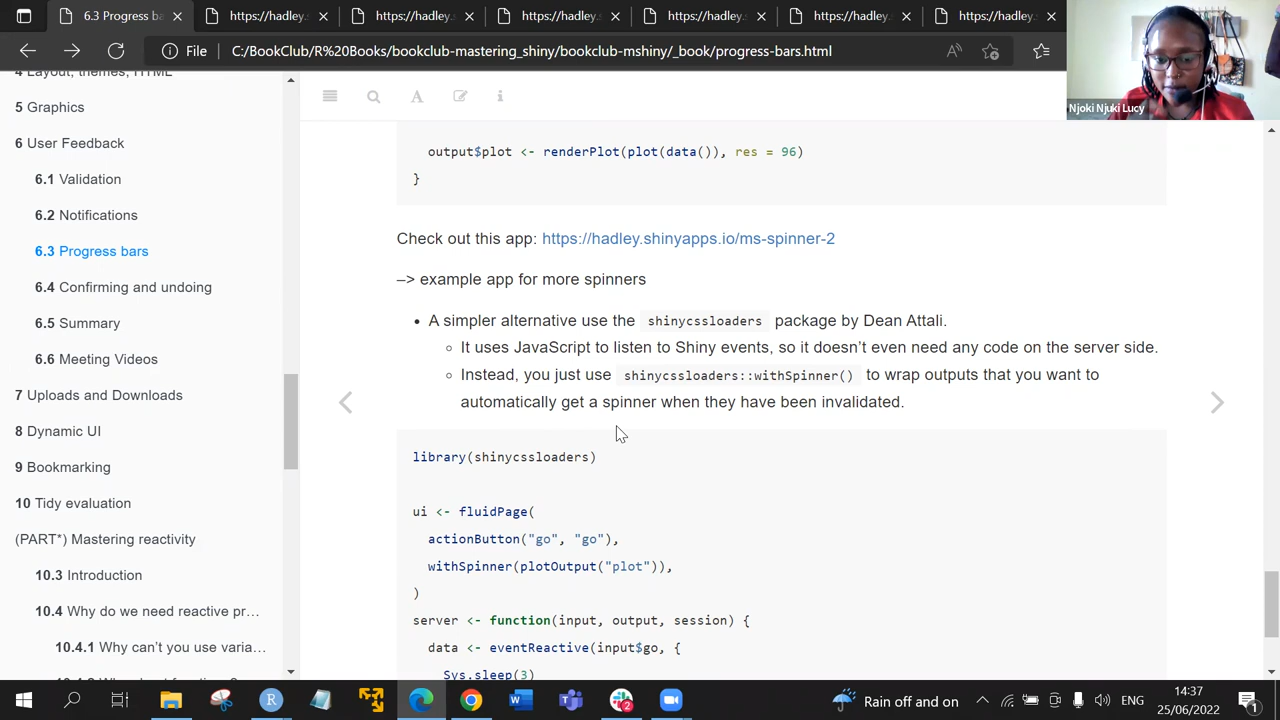 6.3 Progress ba
https://hadley.
https://hadley.
https://hadley.
https://hadley.
https://hadley.
https://hadley.
File
C:/BookClub/R%20Books/bookclub-mastering_shiny/bookclub-mshiny/_book/progress-bars.html
Njoki Njuki Lucy
4 Layout, themes, HTML
5 Graphics
6 User Feedback
6.1 Validation
6.2 Notifications
6.3 Progress bars
6.4 Confirming and undoing
6.5 Summary
6.6 Meeting Videos
7 Uploads and Downloads
8 Dynamic UI
9 Bookmarking
10 Tidy evaluation
(PART*) Mastering reactivity
10.3 Introduction
10.4 Why do we need reactive pr…
10.4.1 Why can’t you use varia…
output$plot <- renderPlot(plot(data()), res = 96)
}
Check out this app: https://hadley.shinyapps.io/ms-spinner-2
–> example app for more spinners
• A simpler alternative use the shinycssloaders package by Dean Attali.
○ It uses JavaScript to listen to Shiny events, so it doesn’t even need any code on the server side.
○ Instead, you just use shinycssloaders::withSpinner() to wrap outputs that you want to
automatically get a spinner when they have been invalidated.
library(shinycssloaders)
ui <- fluidPage(
actionButton("go", "go"),
withSpinner(plotOutput("plot")),
)
server <- function(input, output, session) {
data <- eventReactive(input$go, {
Sys.sleep(3)
Rain off and on
ENG
14:37
25/06/2022